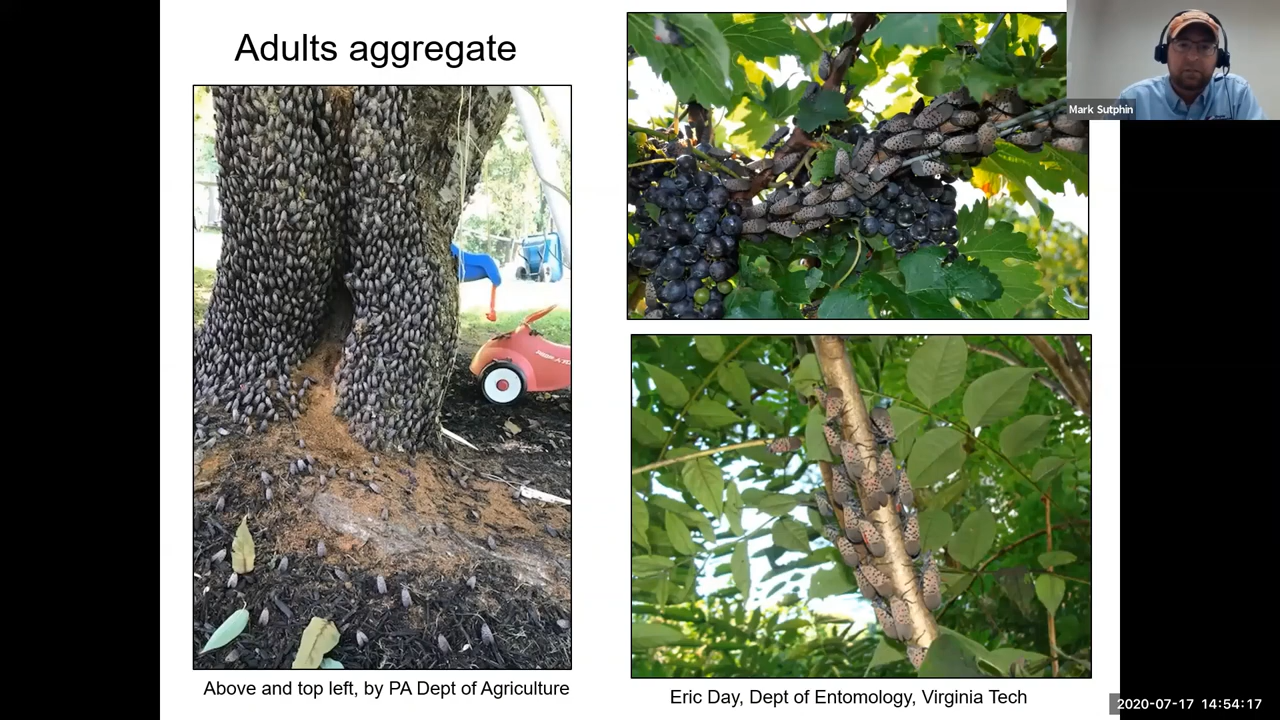 Adults aggregate
Mark Sutphin
Above and top left, by PA Dept of Agriculture
Eric Day, Dept of Entomology, Virginia Tech
2020-07-17 14:54:17